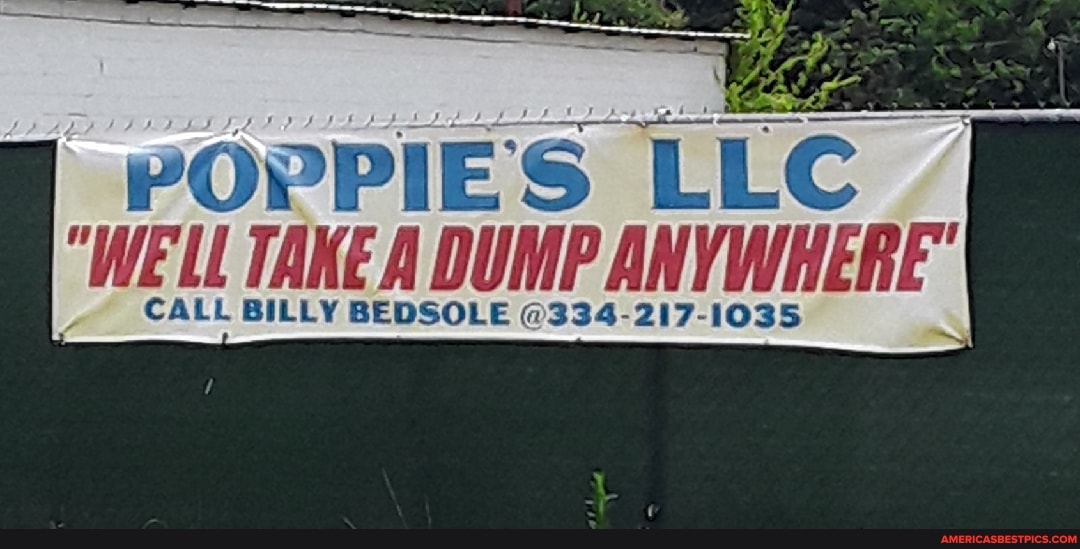 POPPIE'S LLC
"WE'LL TAKE A DUMP ANYWHERE"
CALL BILLY BEDSOLE @334-217-1035
AMERICASBESTPICS.COM